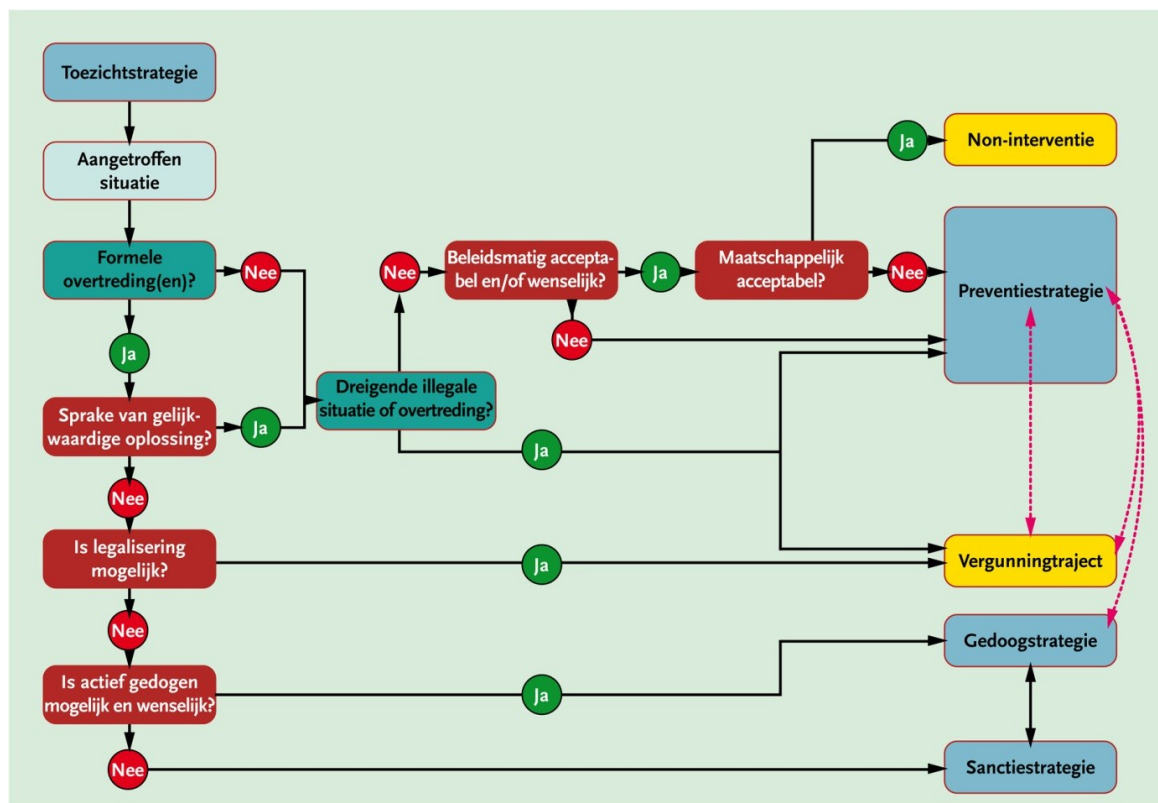 Toezichtstrategie
Aangetroffen
situatie
Formele
overtreding(en)?
Nee
Ja
Sprake van gelijk-
waardige oplossing?
Ja
Nee
Is legalisering
mogelijk?
Ja
Nee
Is actief gedogen
mogelijk en wenselijk?
Ja
Nee
Dreigende illegale
situatie of overtreding?
Nee
Ja
Beleidsmatig accepta-
bel en/of wenselijk?
Ja
Nee
Maatschappelijk
acceptabel?
Ja
Nee
Non-interventie
Preventiestrategie
Vergunningtraject
Gedoogstrategie
Sanctiestrategie